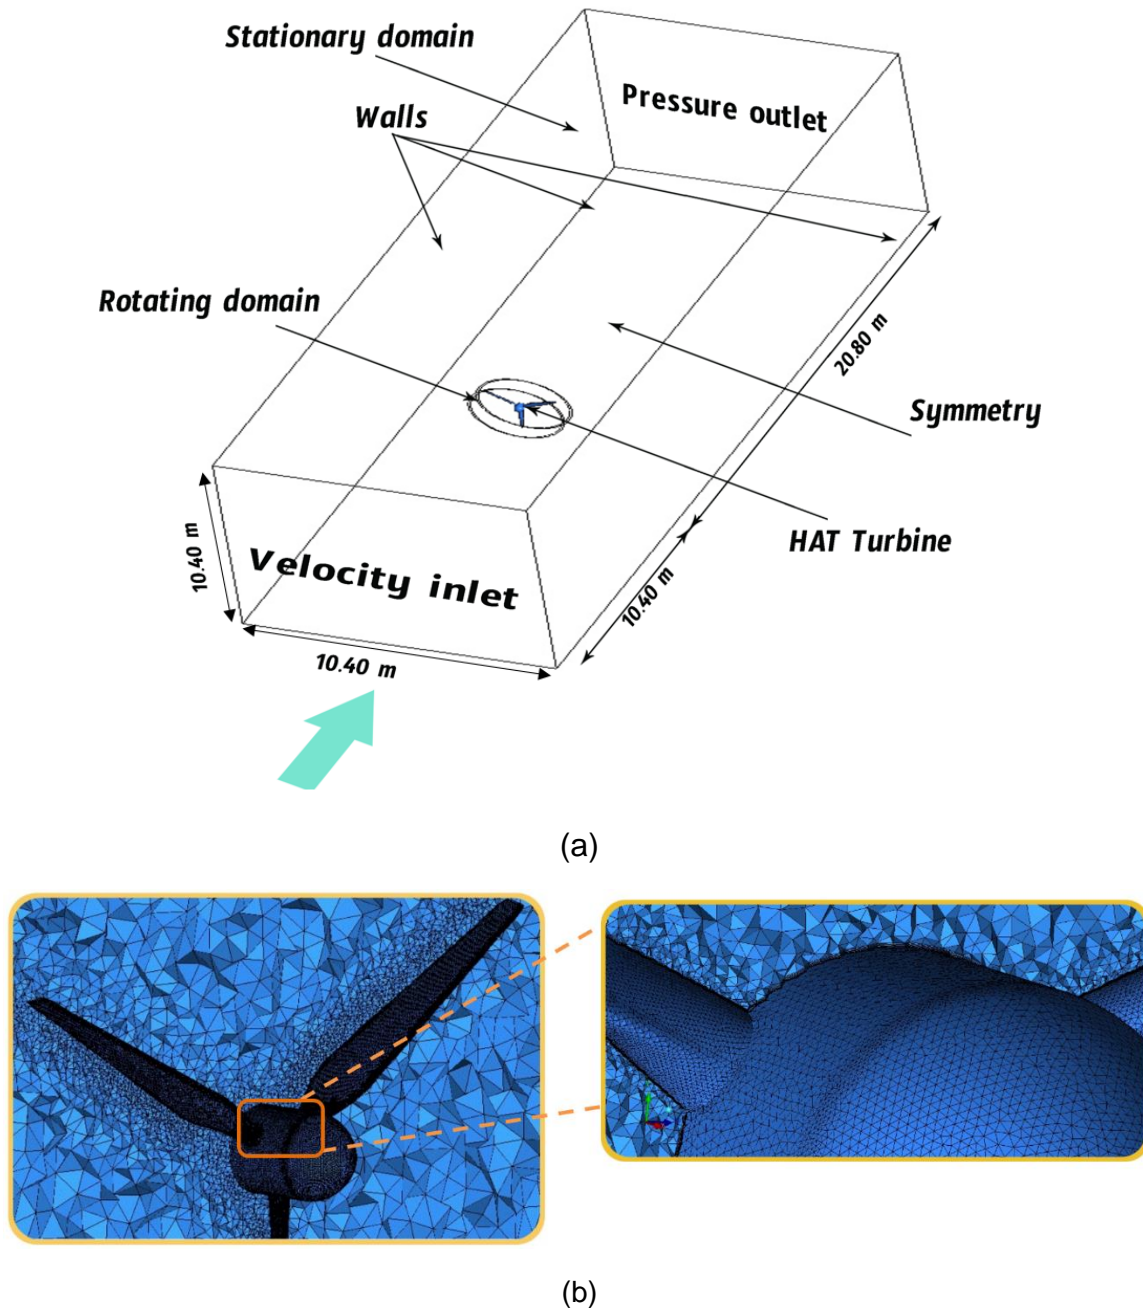 Stationary domain
Pressure outlet
Walls
Rotating domain
20.80 m
Symmetry
HAT Turbine
10.40 m
Velocity inlet
10.40 m
10.40 m
(a)
(b)